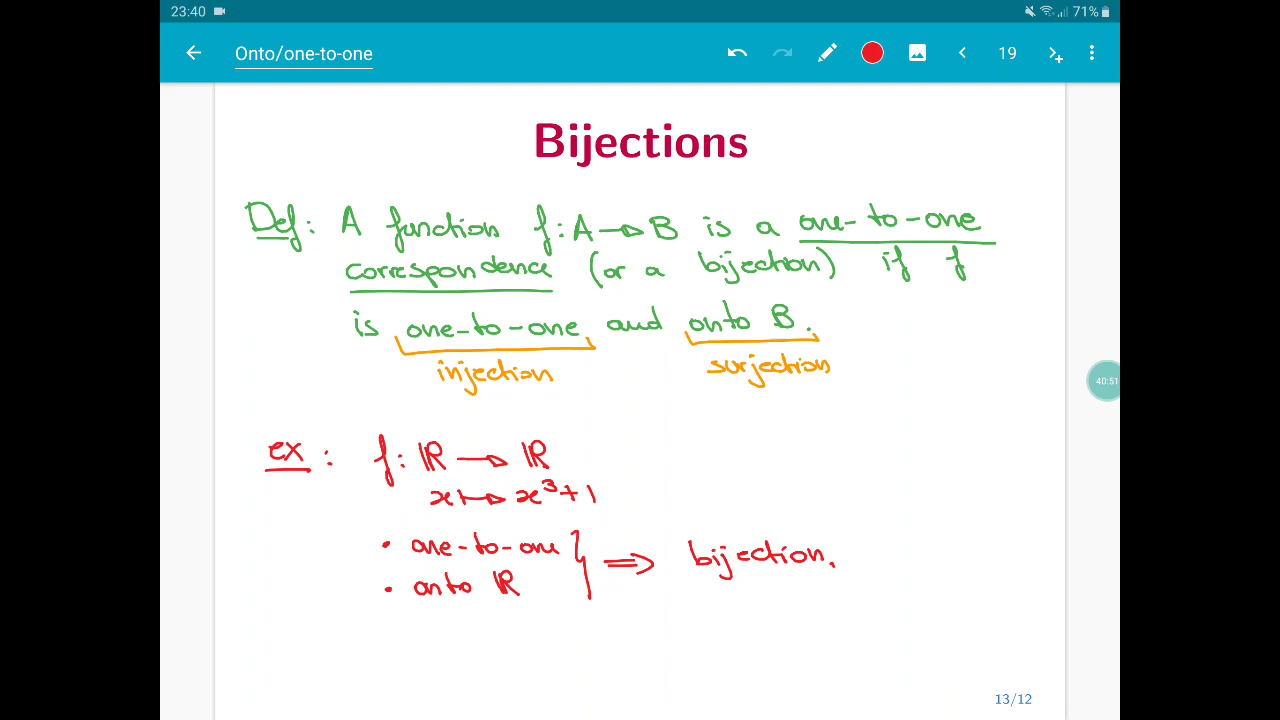 23:40 71%
Onto/one-to-one 19
Bijections
Def: A function f: A → B is a one-to-one
correspondence (or a bijection) if f
is one-to-one and onto B.
injection surjection
40:51
ex: f: ℝ → ℝ
x ↦ x³+1
• one-to-one
• onto ℝ } ⟹ bijection.
13/12